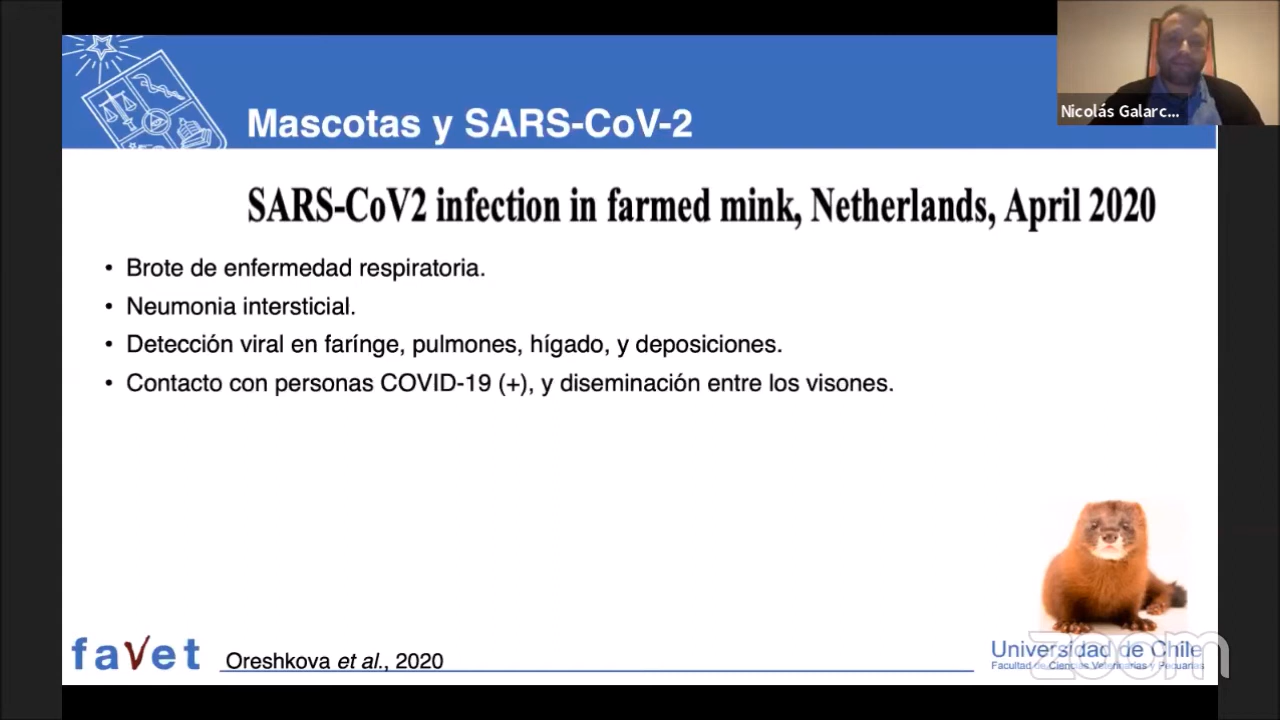 Mascotas y SARS-CoV-2
Nicolás Galarc...
SARS-CoV2 infection in farmed mink, Netherlands, April 2020
• Brote de enfermedad respiratoria.
• Neumonia intersticial.
• Detección viral en farínge, pulmones, hígado, y deposiciones.
• Contacto con personas COVID-19 (+), y diseminación entre los visones.
favet
Oreshkova et al., 2020
Universidad de Chile
Facultad de Ciencias Veterinarias y Pecuarias
zoom